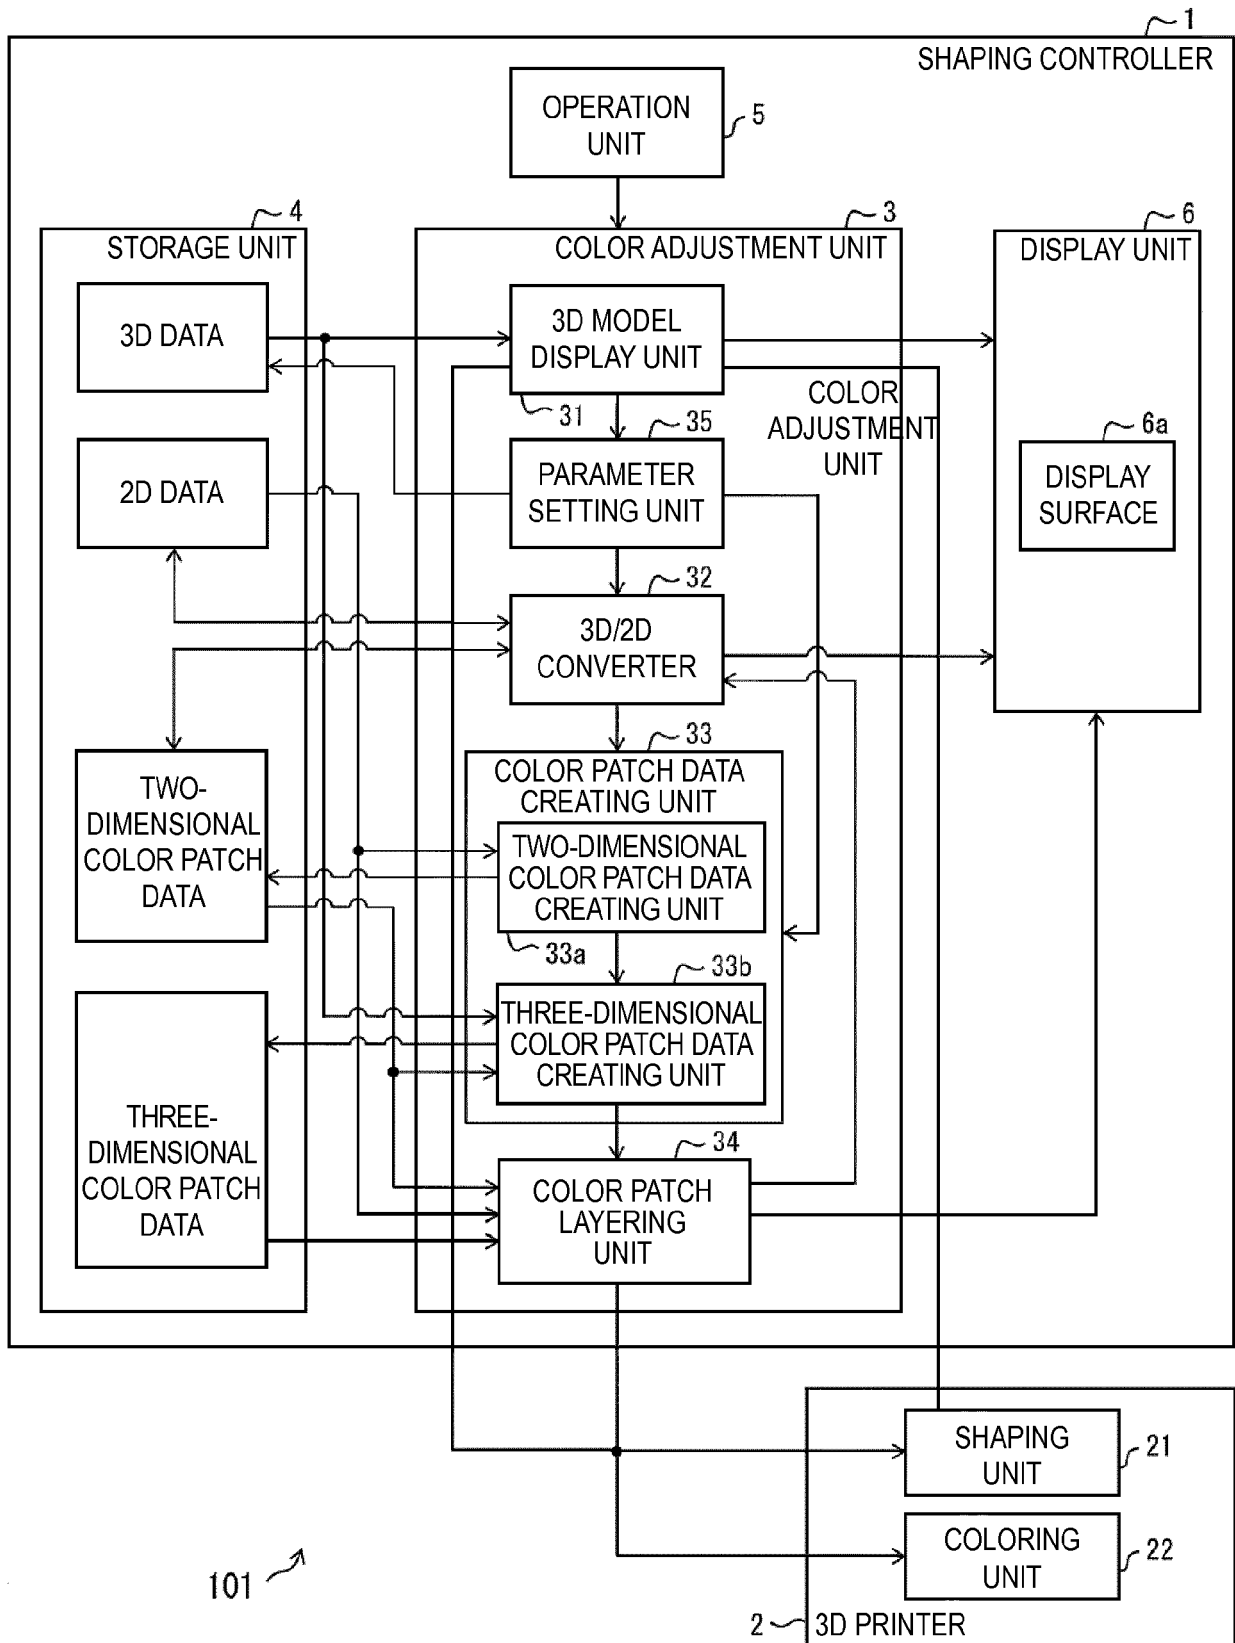 1
SHAPING CONTROLLER
OPERATION
UNIT
5
4
STORAGE UNIT
3
COLOR ADJUSTMENT UNIT
6
DISPLAY UNIT
3D DATA
3D MODEL
DISPLAY UNIT
31
COLOR
ADJUSTMENT
UNIT
35
6a
DISPLAY
SURFACE
2D DATA
PARAMETER
SETTING UNIT
32
3D/2D
CONVERTER
33
COLOR PATCH DATA
CREATING UNIT
TWO-
DIMENSIONAL
COLOR PATCH
DATA
TWO-DIMENSIONAL
COLOR PATCH DATA
CREATING UNIT
33a
33b
THREE-DIMENSIONAL
COLOR PATCH DATA
CREATING UNIT
THREE-
DIMENSIONAL
COLOR PATCH
DATA
34
COLOR PATCH
LAYERING
UNIT
SHAPING
UNIT
21
COLORING
UNIT
22
101
2
3D PRINTER